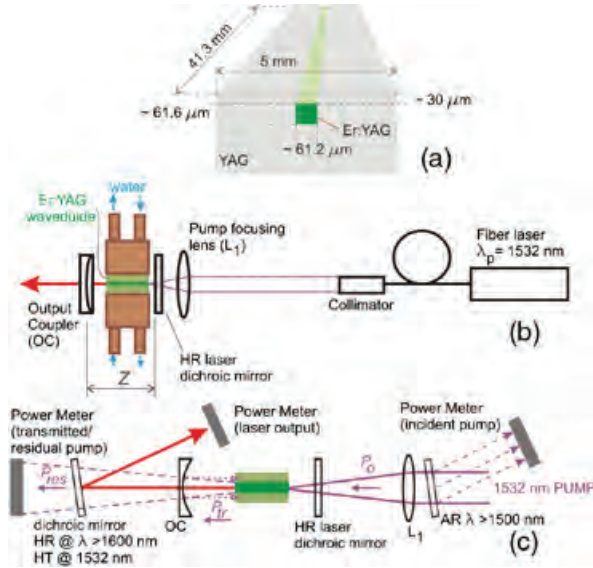 41.3 mm
5 mm
~ 61.6 μm
~ 30 μm
Er:YAG
YAG
~ 61.2 μm
(a)
Er:YAG
waveguide
water
Pump focusing
lens (L1)
Fiber laser
λp= 1532 nm
Output
Coupler
(OC)
Collimator
(b)
HR laser
dichroic mirror
Z
Power Meter
(transmitted/
residual pump)
Power Meter
(laser output)
Power Meter
(incident pump)
Pres
Po
1532 nm PUMP
Ptr
OC
dichroic mirror
HR @ λ >1600 nm
HT @ 1532 nm
HR laser
dichroic mirror
L1
AR λ >1500 nm
(c)